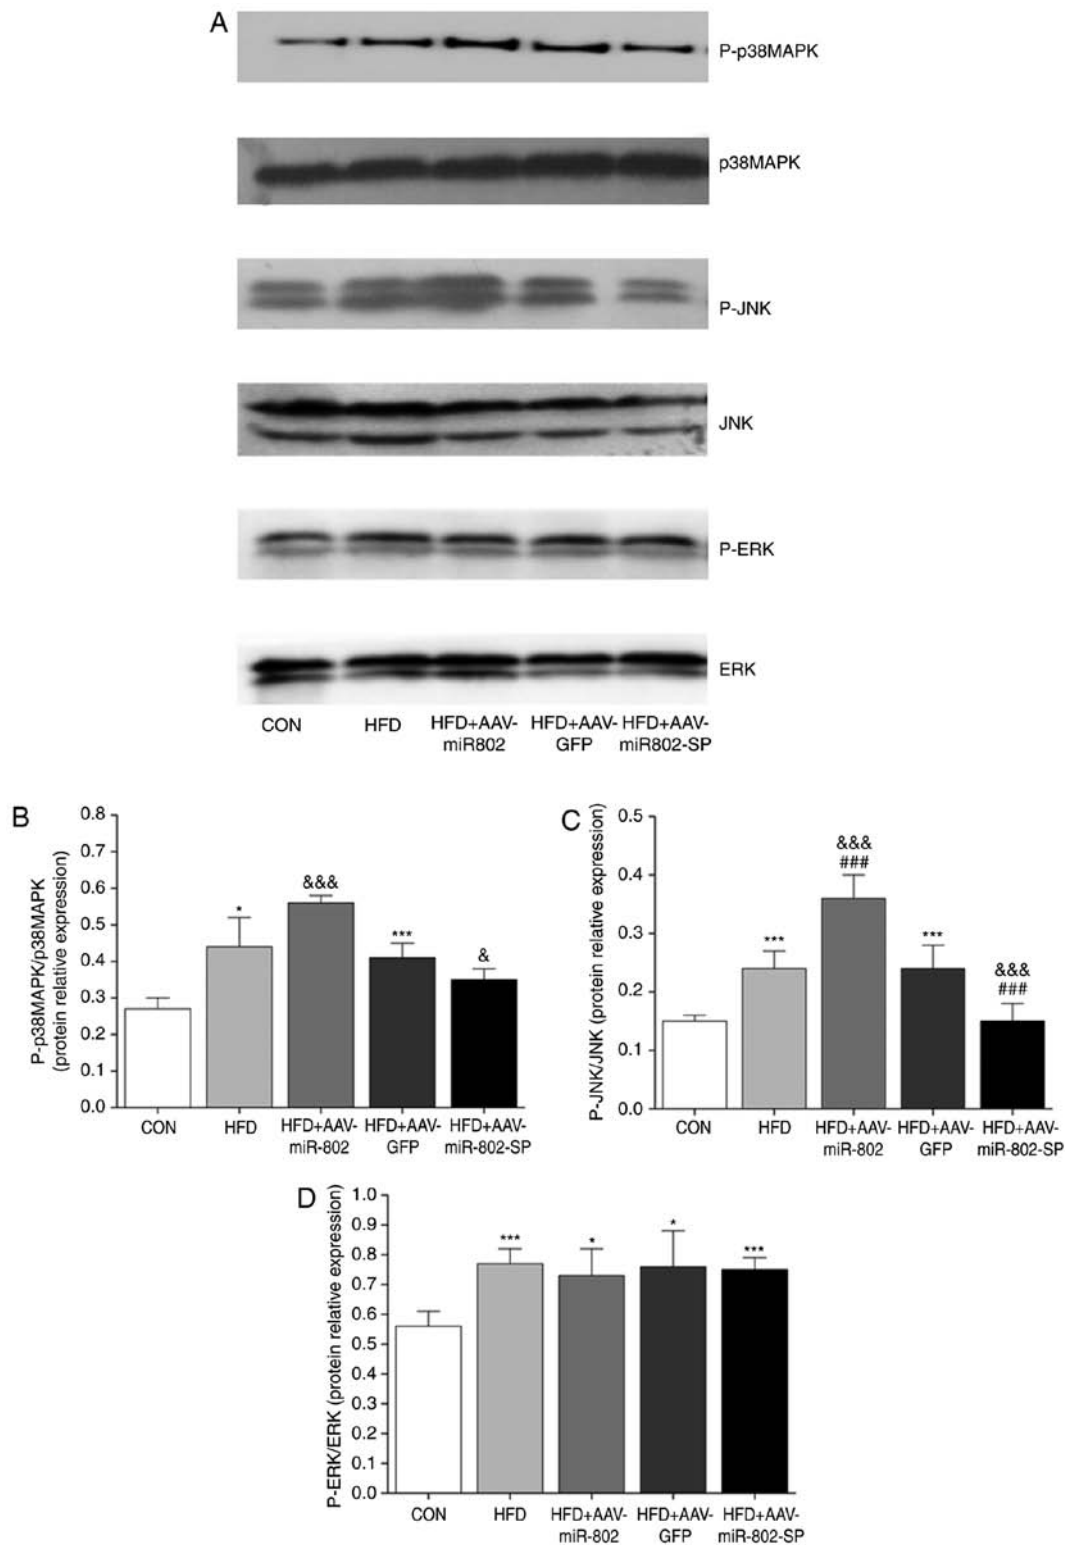 A
P-p38MAPK
p38MAPK
P-JNK
JNK
P-ERK
ERK
CON HFD HFD+AAV-miR802 HFD+AAV-GFP HFD+AAV-miR802-SP
B
P-p38MAPK/p38MAPK
(protein relative expression)
0.8
0.7
0.6
0.5
0.4
0.3
0.2
0.1
0.0
*
&&&
***
&
CON HFD HFD+AAV-miR-802 HFD+AAV-GFP HFD+AAV-miR-802-SP
C
P-JNK/JNK (protein relative expression)
0.5
0.4
0.3
0.2
0.1
0.0
***
&&&
###
***
&&&
###
CON HFD HFD+AAV-miR-802 HFD+AAV-GFP HFD+AAV-miR-802-SP
D
P-ERK/ERK (protein relative expression)
1.0
0.9
0.8
0.7
0.6
0.5
0.4
0.3
0.2
0.1
0.0
***
*
*
***
CON HFD HFD+AAV-miR-802 HFD+AAV-GFP HFD+AAV-miR-802-SP